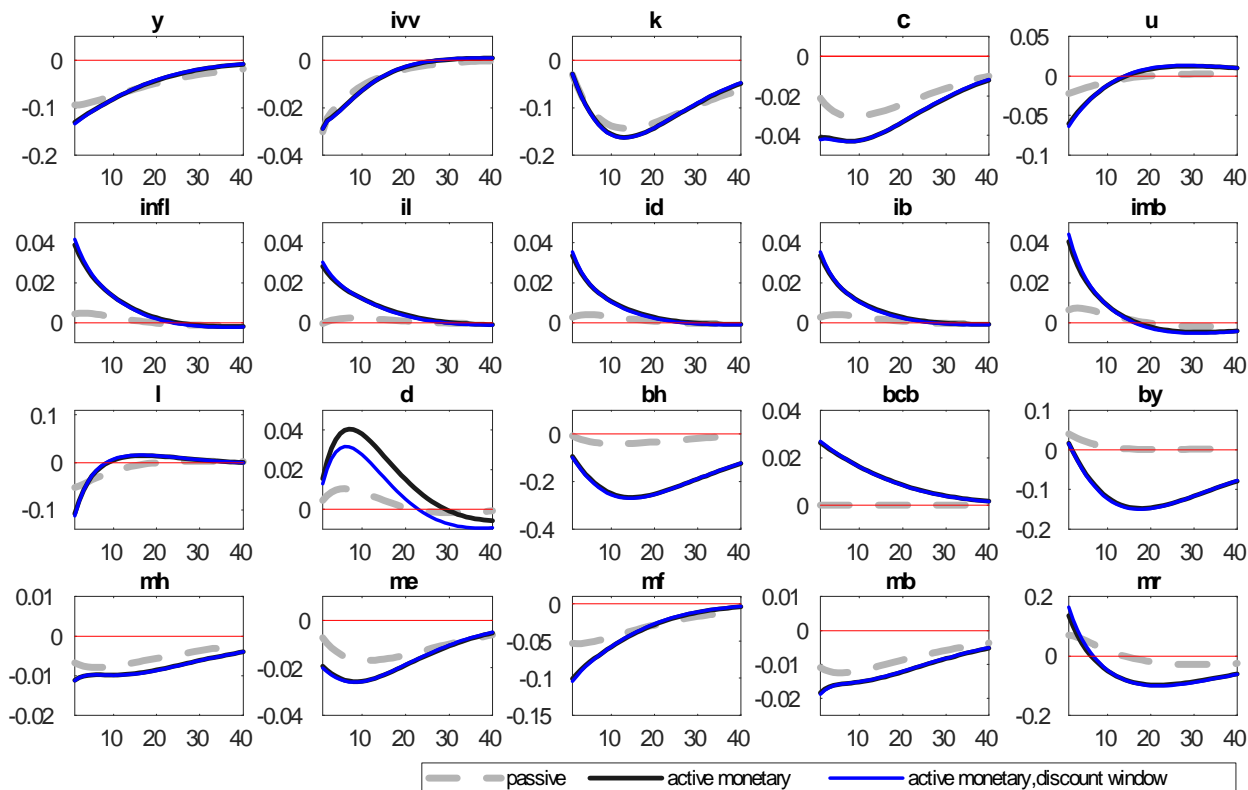 y ivv k c u
0 0 0 0 0.05
-0.1 -0.02 -0.1 -0.02 0
-0.2 -0.04 -0.2 -0.04 -0.05
-0.1
10 20 30 40 10 20 30 40 10 20 30 40 10 20 30 40 10 20 30 40
infl il id ib imb
0.04 0.04 0.04 0.04 0.04
0.02 0.02 0.02 0.02 0.02
0 0 0 0 0
10 20 30 40 10 20 30 40 10 20 30 40 10 20 30 40 10 20 30 40
l d bh bcb by
0.1 0.04 0 0.04 0.1
0 0.02 -0.2 0.02 0
-0.1 0 -0.4 0 -0.1
-0.2
10 20 30 40 10 20 30 40 10 20 30 40 10 20 30 40 10 20 30 40
mh me mf mb mr
0.01 0 0 0.01 0.2
0 -0.02 -0.05 0 0
-0.01 -0.04 -0.1 -0.01 -0.2
-0.02 -0.15 -0.02
10 20 30 40 10 20 30 40 10 20 30 40 10 20 30 40 10 20 30 40
passive active monetary active monetary,discount window